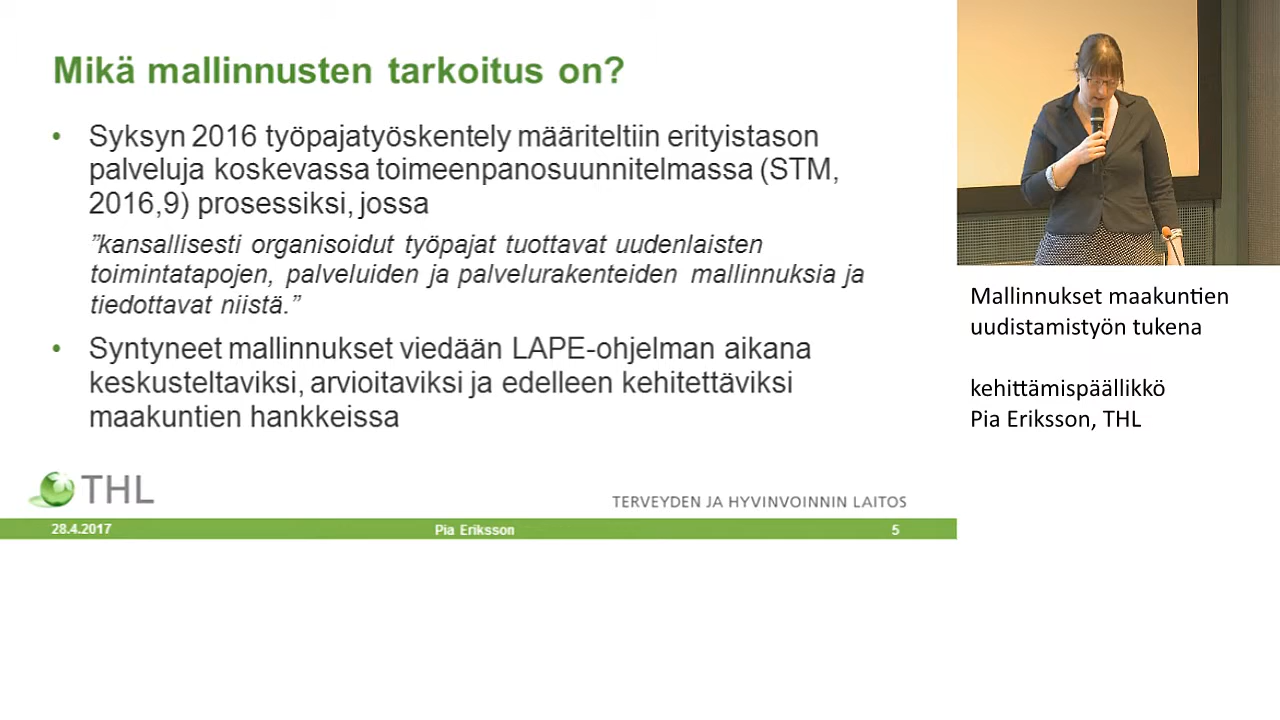 Mikä mallinnusten tarkoitus on?
• Syksyn 2016 työpajatyöskentely määriteltiin erityistason
palveluja koskevassa toimeenpanosuunnitelmassa (STM,
2016,9) prosessiksi, jossa
”kansallisesti organisoidut työpajat tuottavat uudenlaisten
toimintatapojen, palveluiden ja palvelurakenteiden mallinnuksia ja
tiedottavat niistä.”
• Syntyneet mallinnukset viedään LAPE-ohjelman aikana
keskusteltaviksi, arvioitaviksi ja edelleen kehitettäviksi
maakuntien hankkeissa
THL
TERVEYDEN JA HYVINVOINNIN LAITOS
28.4.2017
Pia Eriksson
5
Mallinnukset maakuntien
uudistamistyön tukena
kehittämispäällikkö
Pia Eriksson, THL